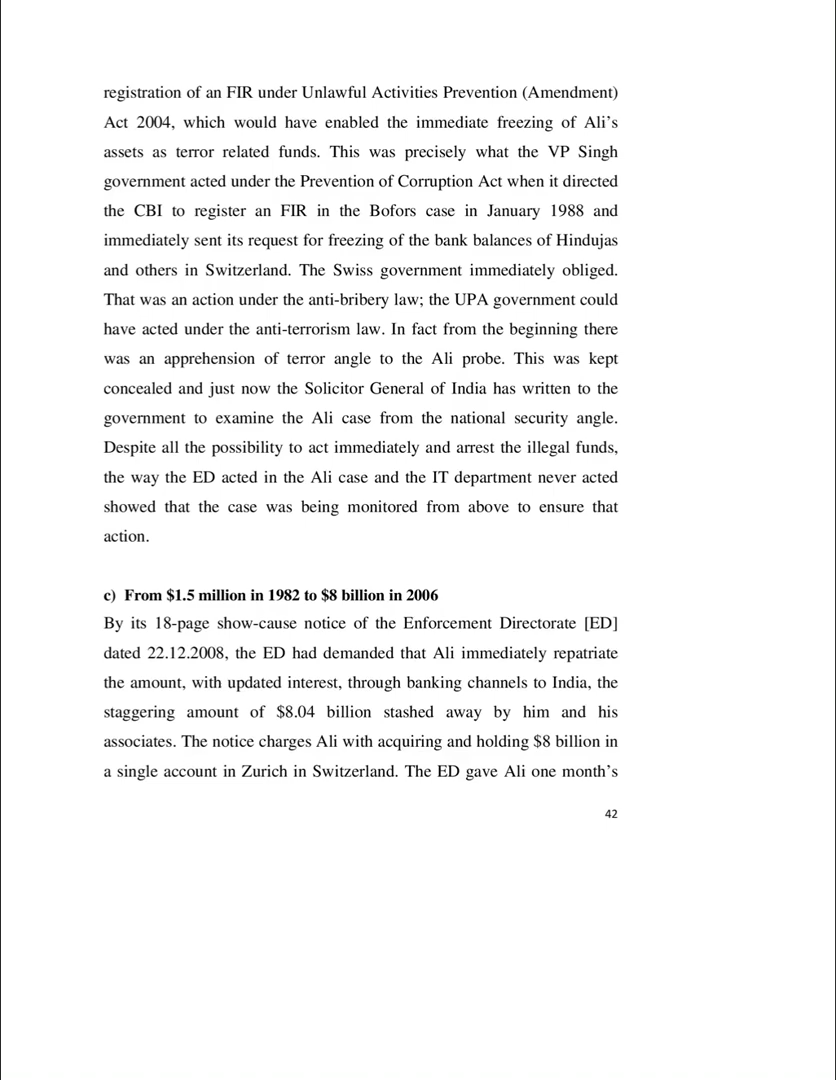 registration of an FIR under Unlawful Activities Prevention (Amendment)
Act 2004, which would have enabled the immediate freezing of Ali’s
assets as terror related funds. This was precisely what the VP Singh
government acted under the Prevention of Corruption Act when it directed
the CBI to register an FIR in the Bofors case in January 1988 and
immediately sent its request for freezing of the bank balances of Hindujas
and others in Switzerland. The Swiss government immediately obliged.
That was an action under the anti-bribery law; the UPA government could
have acted under the anti-terrorism law. In fact from the beginning there
was an apprehension of terror angle to the Ali probe. This was kept
concealed and just now the Solicitor General of India has written to the
government to examine the Ali case from the national security angle.
Despite all the possibility to act immediately and arrest the illegal funds,
the way the ED acted in the Ali case and the IT department never acted
showed that the case was being monitored from above to ensure that
action.
c) From $1.5 million in 1982 to $8 billion in 2006
By its 18-page show-cause notice of the Enforcement Directorate [ED]
dated 22.12.2008, the ED had demanded that Ali immediately repatriate
the amount, with updated interest, through banking channels to India, the
staggering amount of $8.04 billion stashed away by him and his
associates. The notice charges Ali with acquiring and holding $8 billion in
a single account in Zurich in Switzerland. The ED gave Ali one month’s
42